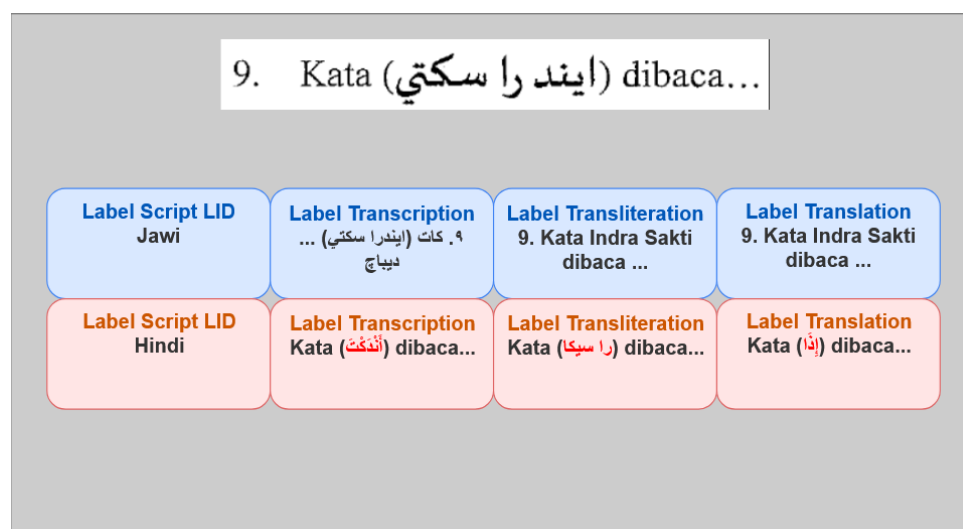 9. Kata (ايند را سكتي) dibaca...
Label Script LID
Jawi
Label Transcription
٩. كات (ايندرا سكتي) ...
ديباچ
Label Transliteration
9. Kata Indra Sakti
dibaca ...
Label Translation
9. Kata Indra Sakti
dibaca ...
Label Script LID
Hindi
Label Transcription
Kata (أَنْدَكْتَ) dibaca...
Label Transliteration
Kata (را سيكا) dibaca...
Label Translation
Kata (إِذَا) dibaca...